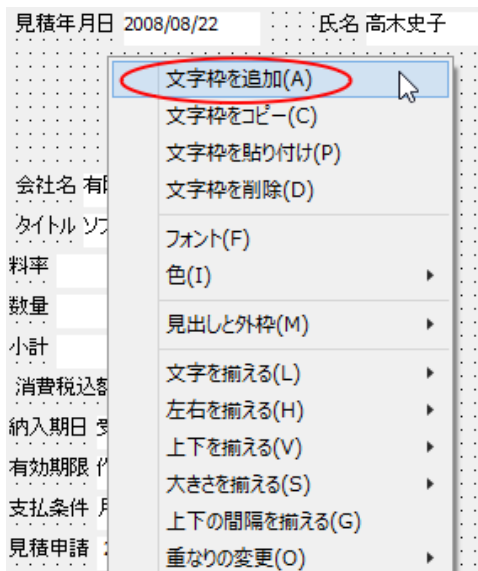 見積年月日 2008/08/22 氏名 高木史子
文字枠を追加(A)
文字枠をコピー(C)
文字枠を貼り付け(P)
文字枠を削除(D)
フォント(F)
色(I)
見出しと外枠(M)
文字を揃える(L)
左右を揃える(H)
上下を揃える(V)
大きさを揃える(S)
上下の間隔を揃える(G)
重なりの変更(O)
会社名
タイトル ソフ
料率
数量
小計
消費税込額
納入期日 受
有効期限
支払条件 月
見積申請